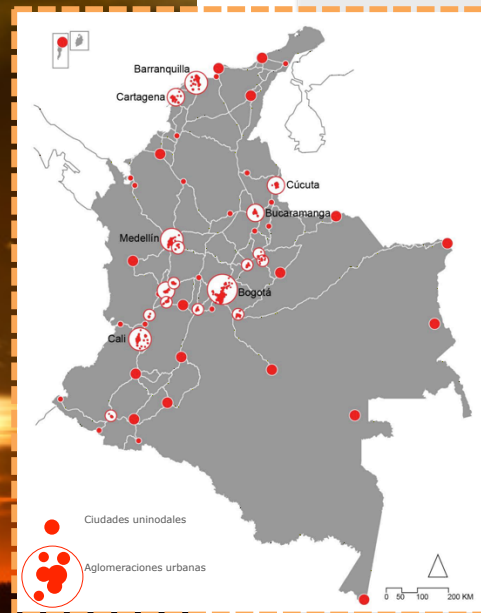 Barranquilla
Cartagena
Cúcuta
Bucaramanga
Medellín
Bogotá
Cali
Ciudades uninodales
Aglomeraciones urbanas
0 50 100 200 KM